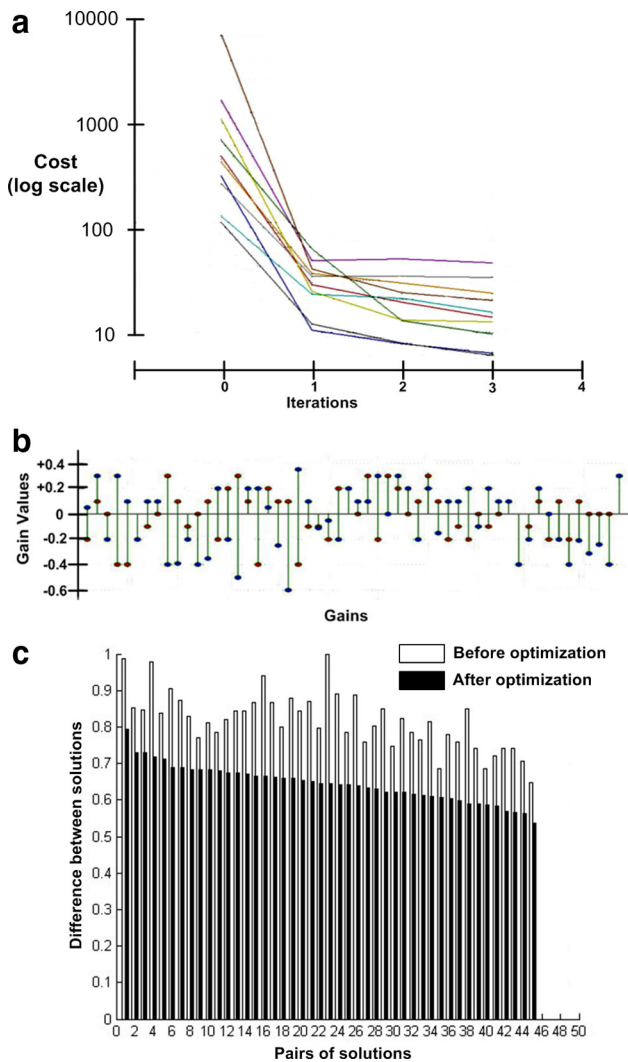 a
10000
1000
Cost
(log scale)
100
10
0 1 2 3 4
Iterations
b
+0.4
+0.2
0
-0.2
-0.4
-0.6
Gain Values
Gains
c
Before optimization
After optimization
1
0.9
0.8
0.7
0.6
0.5
0.4
0.3
0.2
0.1
0
Difference between solutions
0 2 4 6 8 10 12 14 16 18 20 22 24 26 28 30 32 34 36 38 40 42 44 46 48 50
Pairs of solutions